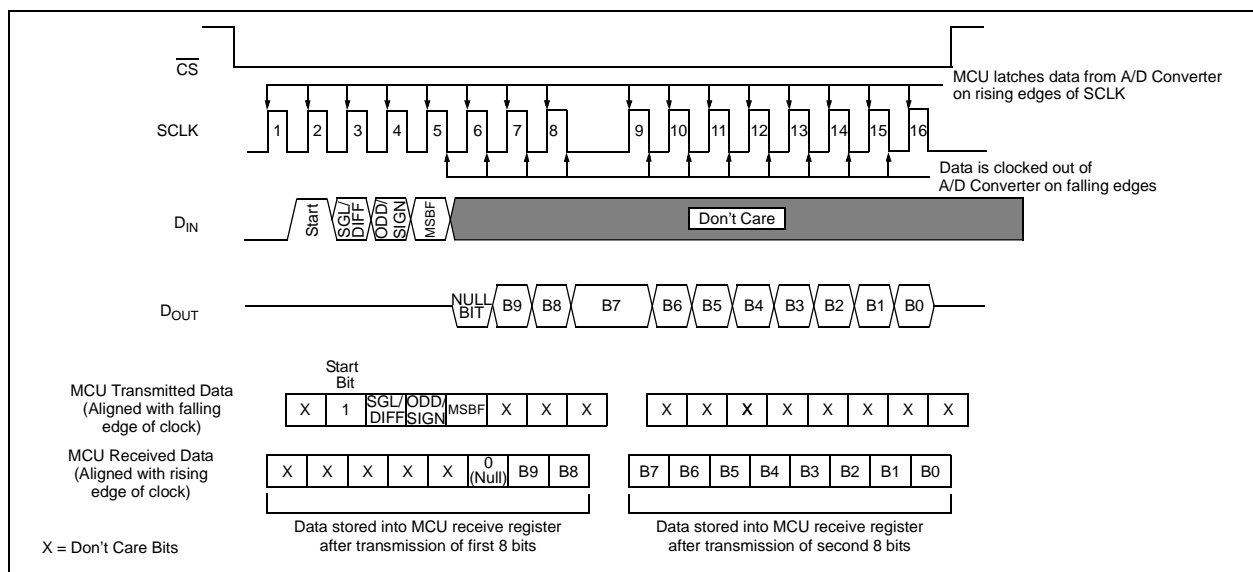 CS
MCU latches data from A/D Converter
on rising edges of SCLK
SCLK
1 2 3 4 5 6 7 8 9 10 11 12 13 14 15 16
Data is clocked out of
A/D Converter on falling edges
DIN
Start
SGL/
DIFF
ODD/
SIGN
MSBF
Don't Care
DOUT
NULL
BIT
B9 B8 B7 B6 B5 B4 B3 B2 B1 B0
Start
Bit
MCU Transmitted Data
(Aligned with falling
edge of clock)
X 1 SGL/
DIFF ODD/
SIGN MSBF X X X
X X X X X X X X
MCU Received Data
(Aligned with rising
edge of clock)
X X X X X 0
(Null) B9 B8
B7 B6 B5 B4 B3 B2 B1 B0
Data stored into MCU receive register
after transmission of first 8 bits
Data stored into MCU receive register
after transmission of second 8 bits
X = Don't Care Bits